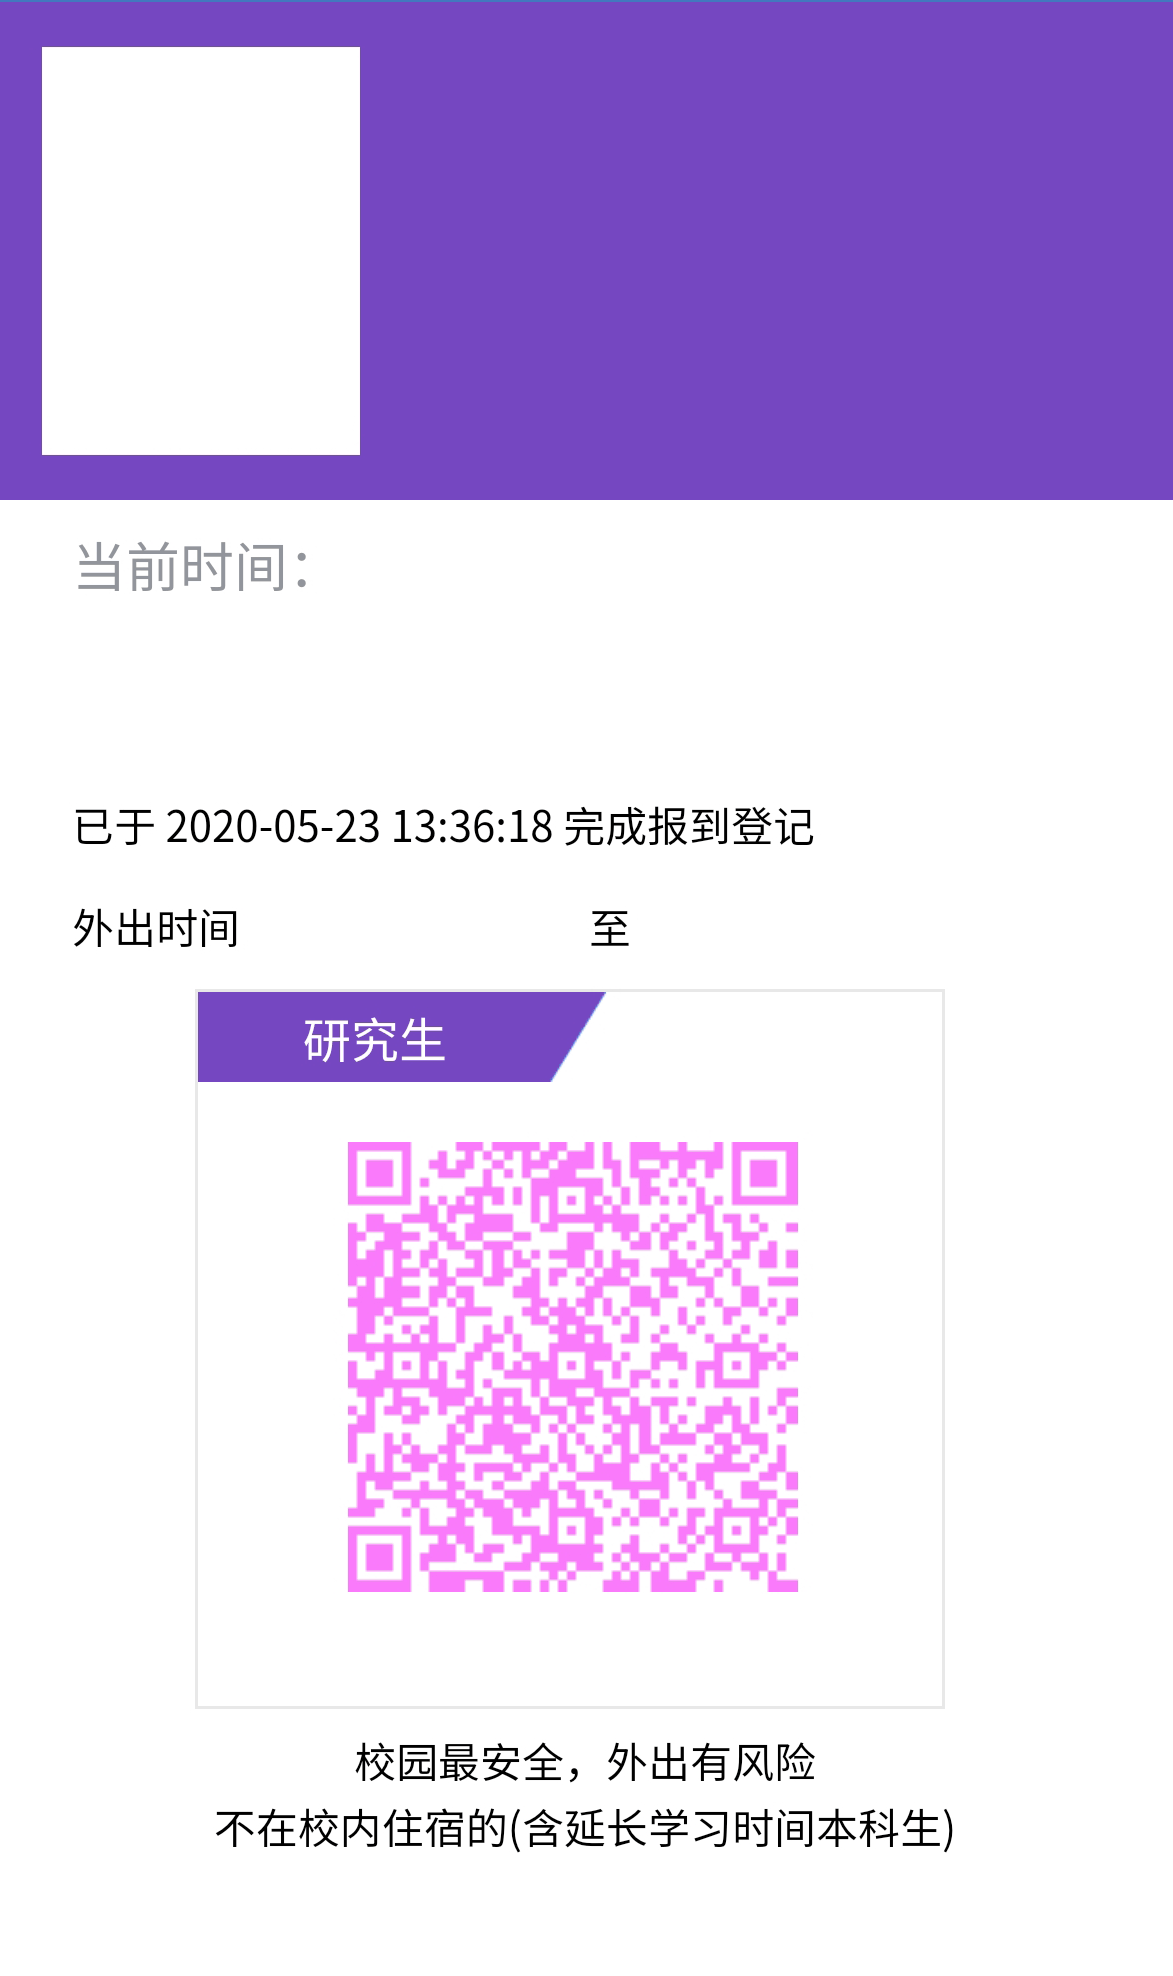 当前时间：
已于 2020-05-23 13:36:18 完成报到登记
外出时间 至
研究生
校园最安全，外出有风险
不在校内住宿的(含延长学习时间本科生)